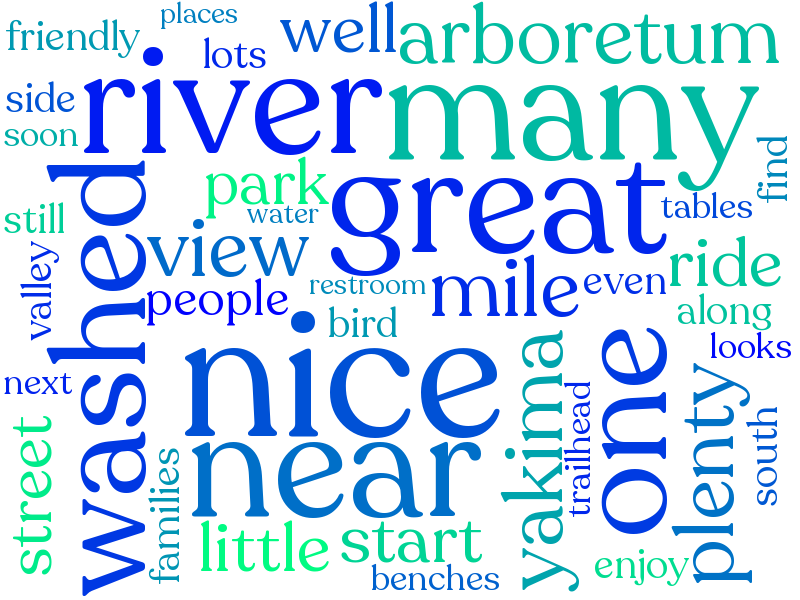 places
friendly
lots
well
arboretum
side
river
many
soon
washed
park
great
find
still
water
tables
valley
view
ride
people
restroom
mile
even
along
bird
looks
next
nice
near
yakima
trailhead
one
plenty
south
street
families
little
start
benches
enjoy